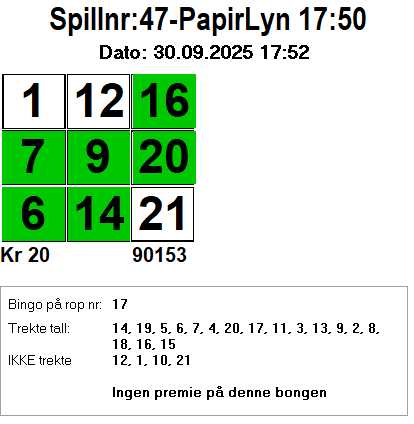 Spillnr:47-PapirLyn 17:50
Dato: 30.09.2025 17:52
1 12 16
7 9 20
6 14 21
Kr 20 90153
Bingo på rop nr: 17
Trekte tall: 14, 19, 5, 6, 7, 4, 20, 17, 11, 3, 13, 9, 2, 8,
18, 16, 15
IKKE trekte 12, 1, 10, 21
Ingen premie på denne bongen